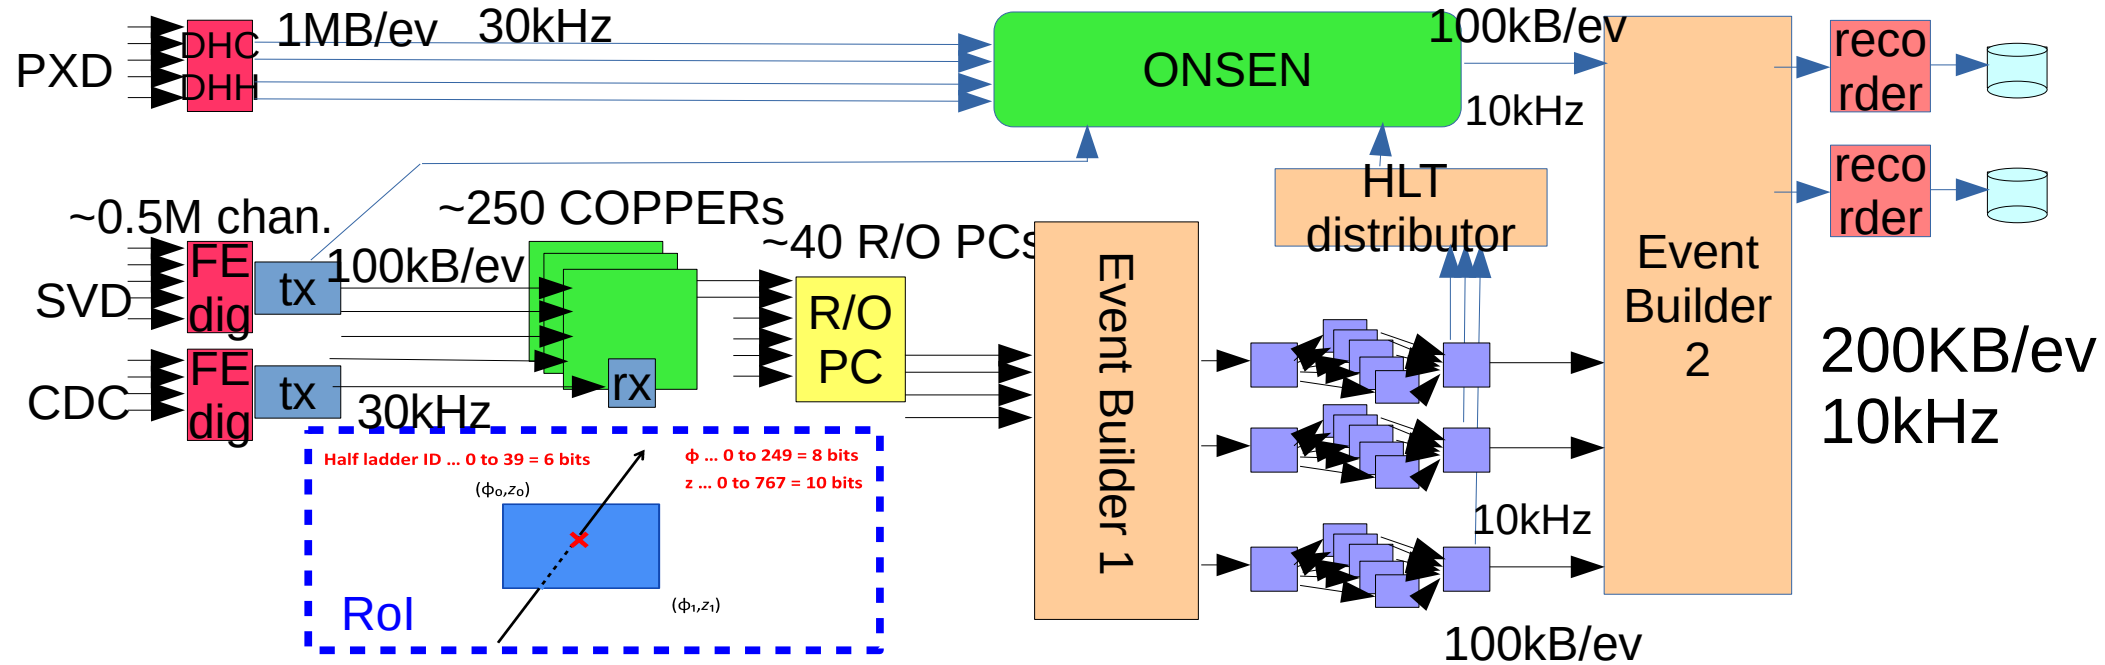 PXD
DHC
DHH
1MB/ev
30kHz
ONSEN
100kB/ev
10kHz
reco
rder
reco
rder
HLT
distributor
~0.5M chan.
~250 COPPERs
~40 R/O PCs
SVD
FE
dig
tx
100kB/ev
CDC
FE
dig
tx
30kHz
rx
R/O
PC
Event Builder 1
Event
Builder
2
200KB/ev
10kHz
10kHz
100kB/ev
Half ladder ID ... 0 to 39 = 6 bits
ϕ ... 0 to 249 = 8 bits
z ... 0 to 767 = 10 bits
(ϕ₀,z₀)
(ϕ₁,z₁)
RoI